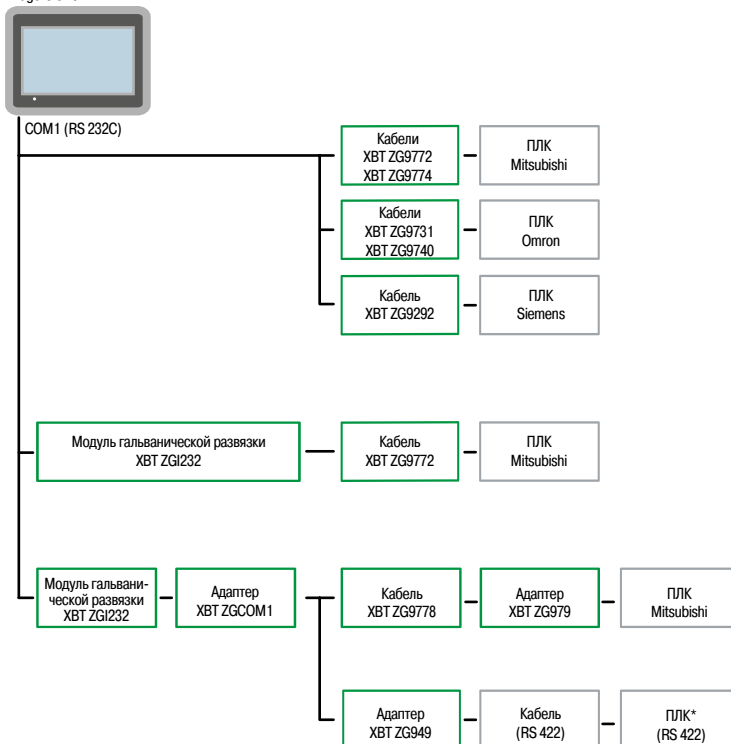 COM1 (RS 232C)
Кабели
XBT ZG9772
XBT ZG9774
ПЛК
Mitsubishi
Кабели
XBT ZG9731
XBT ZG9740
ПЛК
Omron
Кабель
XBT ZG9292
ПЛК
Siemens
Модуль гальванической развязки
XBT ZGI232
Кабель
XBT ZG9772
ПЛК
Mitsubishi
Модуль гальвани-
ческой развязки
XBT ZGI232
Адаптер
XBT ZGCOM1
Кабель
XBT ZG9778
Адаптер
XBT ZG979
ПЛК
Mitsubishi
Адаптер
XBT ZG949
Кабель
(RS 422)
ПЛК*
(RS 422)